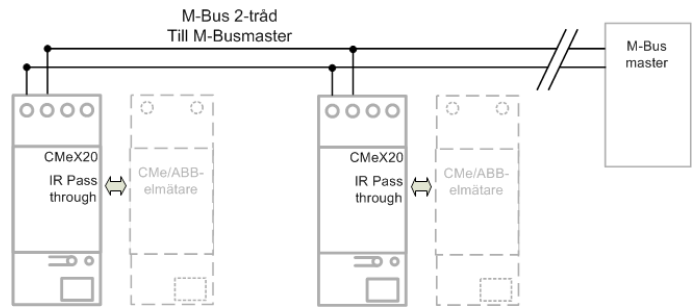 M-Bus 2-tråd
Till M-Busmaster
M-Bus
master
CMeX20
IR Pass
through
CMe/ABB-
elmätare
CMeX20
IR Pass
through
CMe/ABB-
elmätare